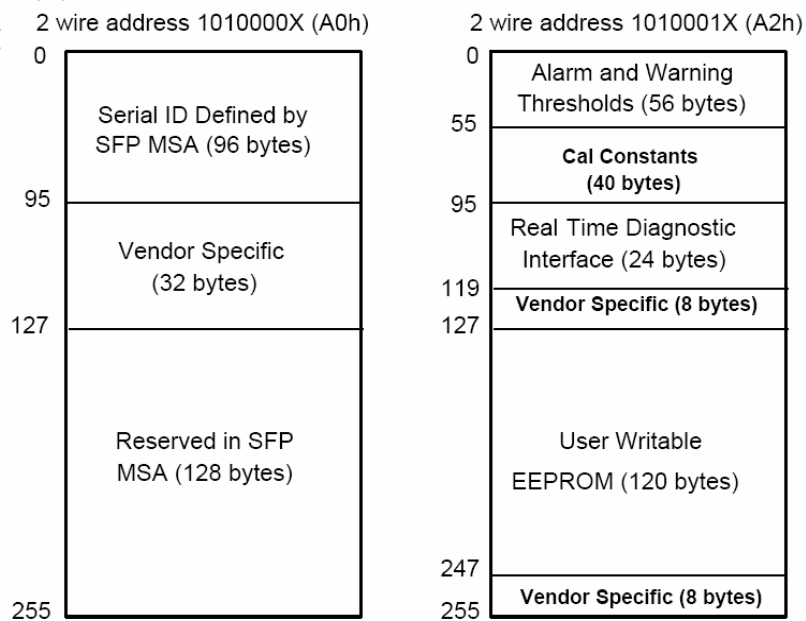 2 wire address 1010000X (A0h)
0
Serial ID Defined by
SFP MSA (96 bytes)
95
Vendor Specific
(32 bytes)
127
Reserved in SFP
MSA (128 bytes)
255
2 wire address 1010001X (A2h)
0
Alarm and Warning
Thresholds (56 bytes)
55
Cal Constants
(40 bytes)
95
Real Time Diagnostic
Interface (24 bytes)
119
Vendor Specific (8 bytes)
127
User Writable
EEPROM (120 bytes)
247
Vendor Specific (8 bytes)
255